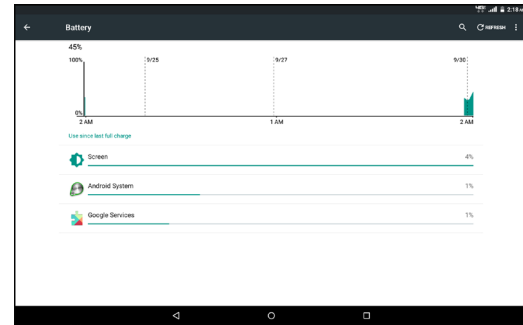 2:18 AM
Battery
REFRESH
45%
100%
9/25
9/27
9/30
0%
2 AM
1 AM
2 AM
Use since last full charge
Screen
4%
Android System
1%
Google Services
1%